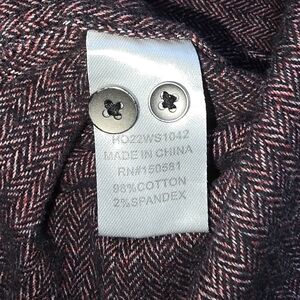 HO22WS1042
MADE IN CHINA
RN#150581
98%COTTON
2%SPANDEX